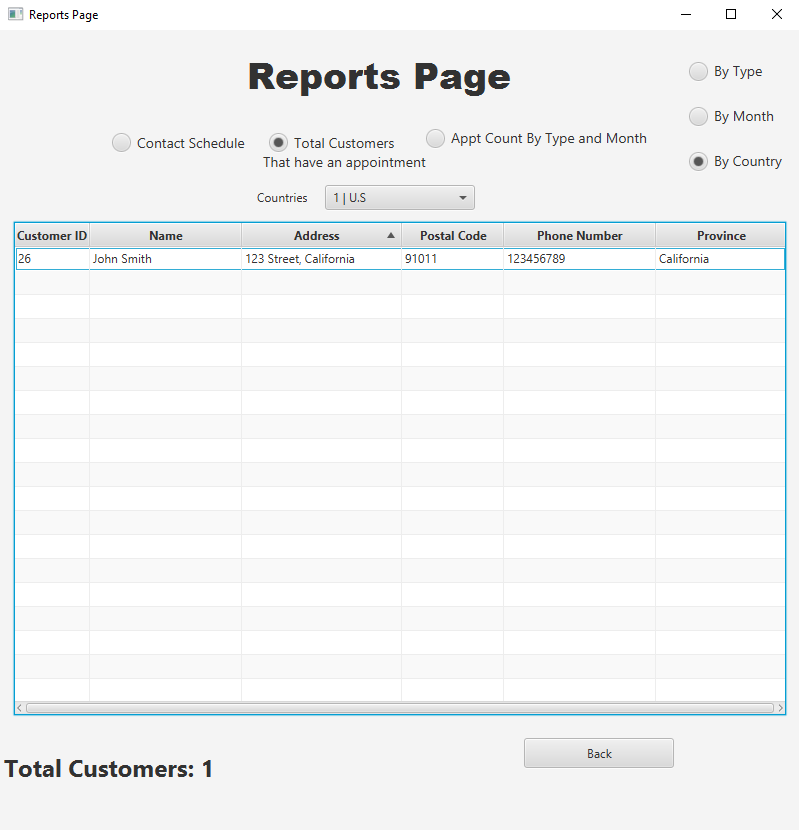 Reports Page
Reports Page
By Type
By Month
By Country
Contact Schedule
Total Customers
That have an appointment
Appt Count By Type and Month
Countries 1 | U.S
Customer ID Name Address Postal Code Phone Number Province
26 John Smith 123 Street, California 91011 123456789 California
Back
Total Customers: 1